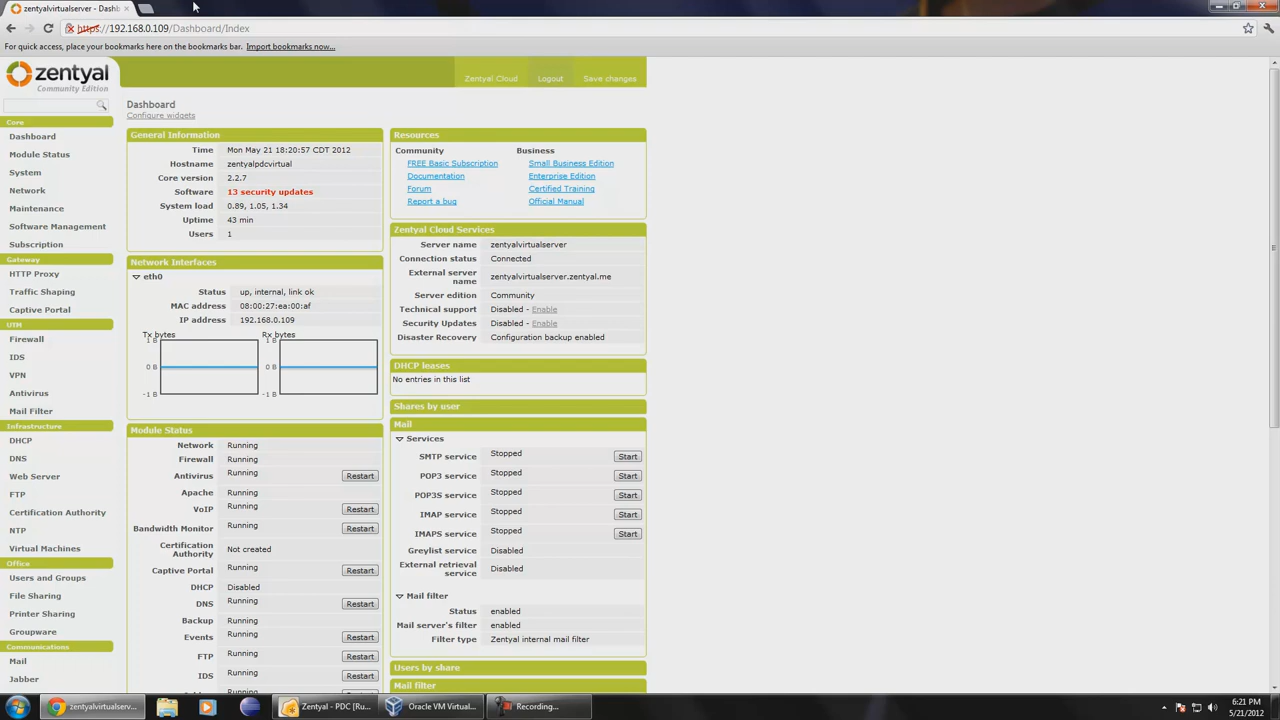 zentyalvirtualserver - Dashb
https://192.168.0.109/Dashboard/Index
For quick access, place your bookmarks here on the bookmarks bar. Import bookmarks now...
zentyal
Community Edition
Zentyal Cloud
Logout
Save changes
Core
Dashboard
Module Status
System
Network
Maintenance
Software Management
Subscription
Gateway
HTTP Proxy
Traffic Shaping
Captive Portal
UTM
Firewall
IDS
VPN
Antivirus
Mail Filter
Infrastructure
DHCP
DNS
Web Server
FTP
Certification Authority
NTP
Virtual Machines
Office
Users and Groups
File Sharing
Printer Sharing
Groupware
Communications
Mail
Jabber
Dashboard
Configure widgets
General Information
Time Mon May 21 18:20:57 CDT 2012
Hostname zentyalpdcvirtual
Core version 2.2.7
Software 13 security updates
System load 0.89, 1.05, 1.34
Uptime 43 min
Users 1
Network Interfaces
eth0
Status up, internal, link ok
MAC address 08:00:27:ea:00:af
IP address 192.168.0.109
Tx bytes Rx bytes
1 B 1 B
0 B 0 B
-1 B -1 B
Module Status
Network Running
Firewall Running
Antivirus Running Restart
Apache Running
VoIP Running Restart
Bandwidth Monitor Running Restart
Certification Authority Not created
Captive Portal Running Restart
DHCP Disabled
DNS Running Restart
Backup Running
Events Running Restart
FTP Running Restart
IDS Running Restart
Running
Resources
Community Business
FREE Basic Subscription Small Business Edition
Documentation Enterprise Edition
Forum Certified Training
Report a bug Official Manual
Zentyal Cloud Services
Server name zentyalvirtualserver
Connection status Connected
External server name zentyalvirtualserver.zentyal.me
Server edition Community
Technical support Disabled - Enable
Security Updates Disabled - Enable
Disaster Recovery Configuration backup enabled
DHCP leases
No entries in this list
Shares by user
Mail
Services
SMTP service Stopped Start
POP3 service Stopped Start
POP3S service Stopped Start
IMAP service Stopped Start
IMAPS service Stopped Start
Greylist service Disabled
External retrieval service Disabled
Mail filter
Status enabled
Mail server's filter enabled
Filter type Zentyal internal mail filter
Users by share
Mail filter
zentyalvirtualserv...
Zentyal - PDC [Ru...
Oracle VM Virtual...
Recording...
6:21 PM
5/21/2012